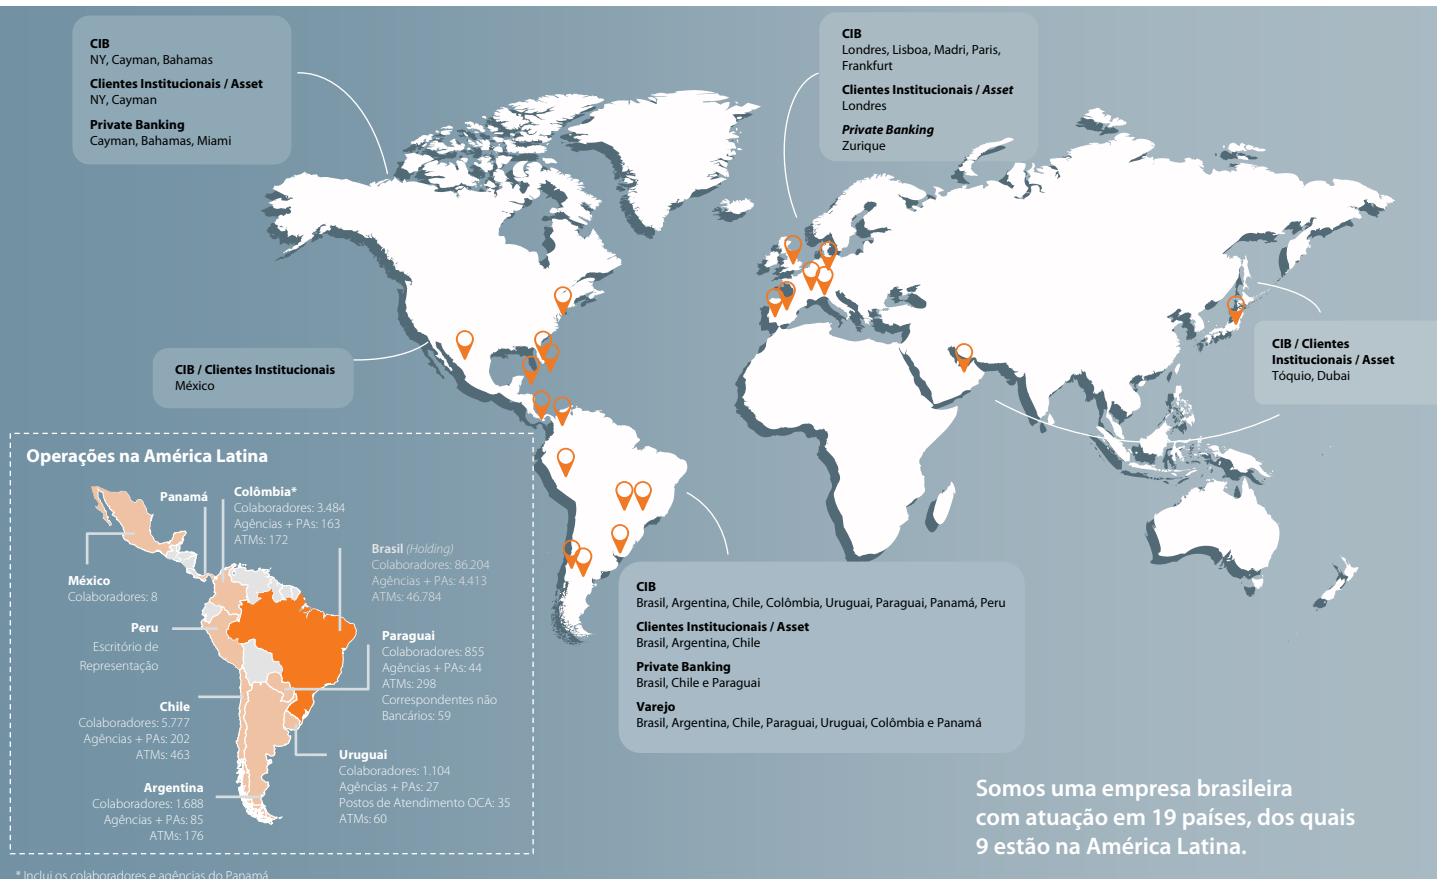 CIB
NY, Cayman, Bahamas
Clientes Institucionais / Asset
NY, Cayman
Private Banking
Cayman, Bahamas, Miami
CIB
Londres, Lisboa, Madri, Paris,
Frankfurt
Clientes Institucionais / Asset
Londres
Private Banking
Zurique
CIB / Clientes Institucionais
México
CIB / Clientes
Institucionais / Asset
Tóquio, Dubai
Operações na América Latina
Panamá
Colômbia*
Colaboradores: 3.484
Agências + PAs: 163
ATMs: 172
Brasil (Holding)
Colaboradores: 86.204
Agências + PAs: 4.413
ATMs: 46.784
México
Colaboradores: 8
Peru
Escritório de
Representação
Paraguai
Colaboradores: 855
Agências + PAs: 44
ATMs: 298
Correspondentes não
Bancários: 59
Chile
Colaboradores: 5.777
Agências + PAs: 202
ATMs: 463
Uruguai
Colaboradores: 1.104
Agências + PAs: 27
Postos de Atendimento OCA: 35
ATMs: 60
Argentina
Colaboradores: 1.688
Agências + PAs: 85
ATMs: 176
* Inclui os colaboradores e agências do Panamá
CIB
Brasil, Argentina, Chile, Colômbia, Uruguai, Paraguai, Panamá, Peru
Clientes Institucionais / Asset
Brasil, Argentina, Chile
Private Banking
Brasil, Chile e Paraguai
Varejo
Brasil, Argentina, Chile, Paraguai, Uruguai, Colômbia e Panamá
Somos uma empresa brasileira
com atuação em 19 países, dos quais
9 estão na América Latina.